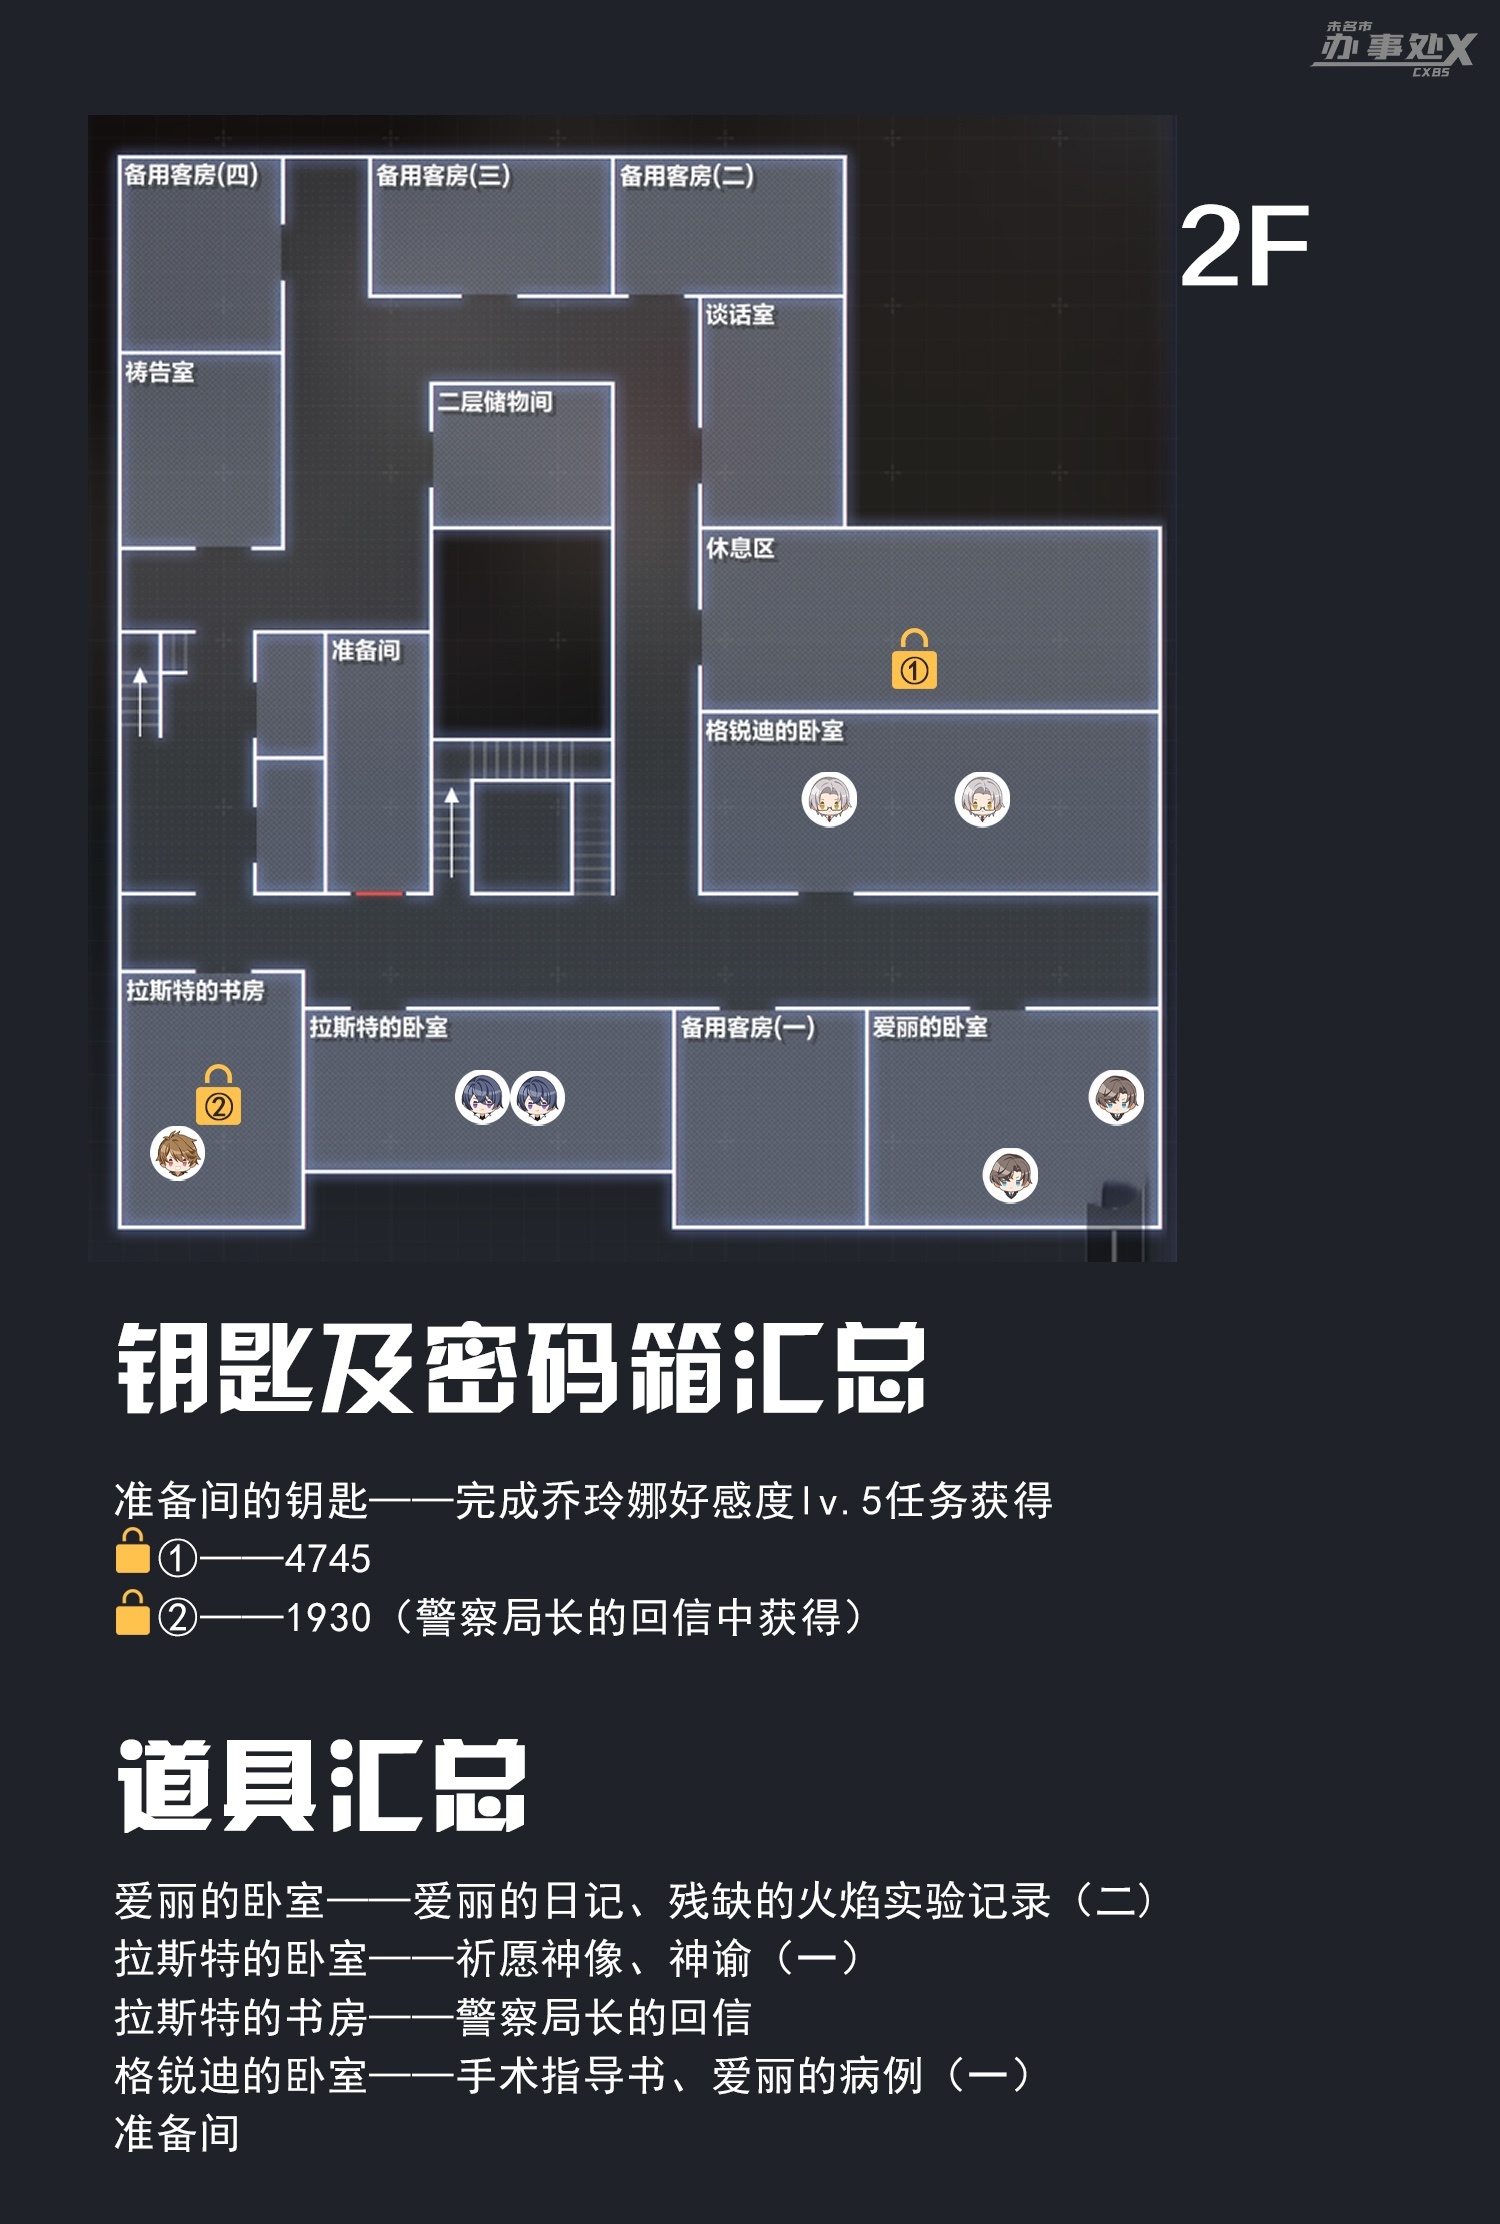 未名市
办事处X
CXBS
2F
备用客房(四)
备用客房(三)
备用客房(二)
谈话室
祷告室
二层储物间
休息区
①
准备间
格锐迪的卧室
拉斯特的书房
②
拉斯特的卧室
备用客房(一)
爱丽的卧室
钥匙及密码箱汇总
准备间的钥匙——完成乔玲娜好感度lv.5任务获得
①——4745
②——1930（警察局长的回信中获得）
道具汇总
爱丽的卧室——爱丽的日记、残缺的火焰实验记录（二）
拉斯特的卧室——祈愿神像、神谕（一）
拉斯特的书房——警察局长的回信
格锐迪的卧室——手术指导书、爱丽的病例（一）
准备间